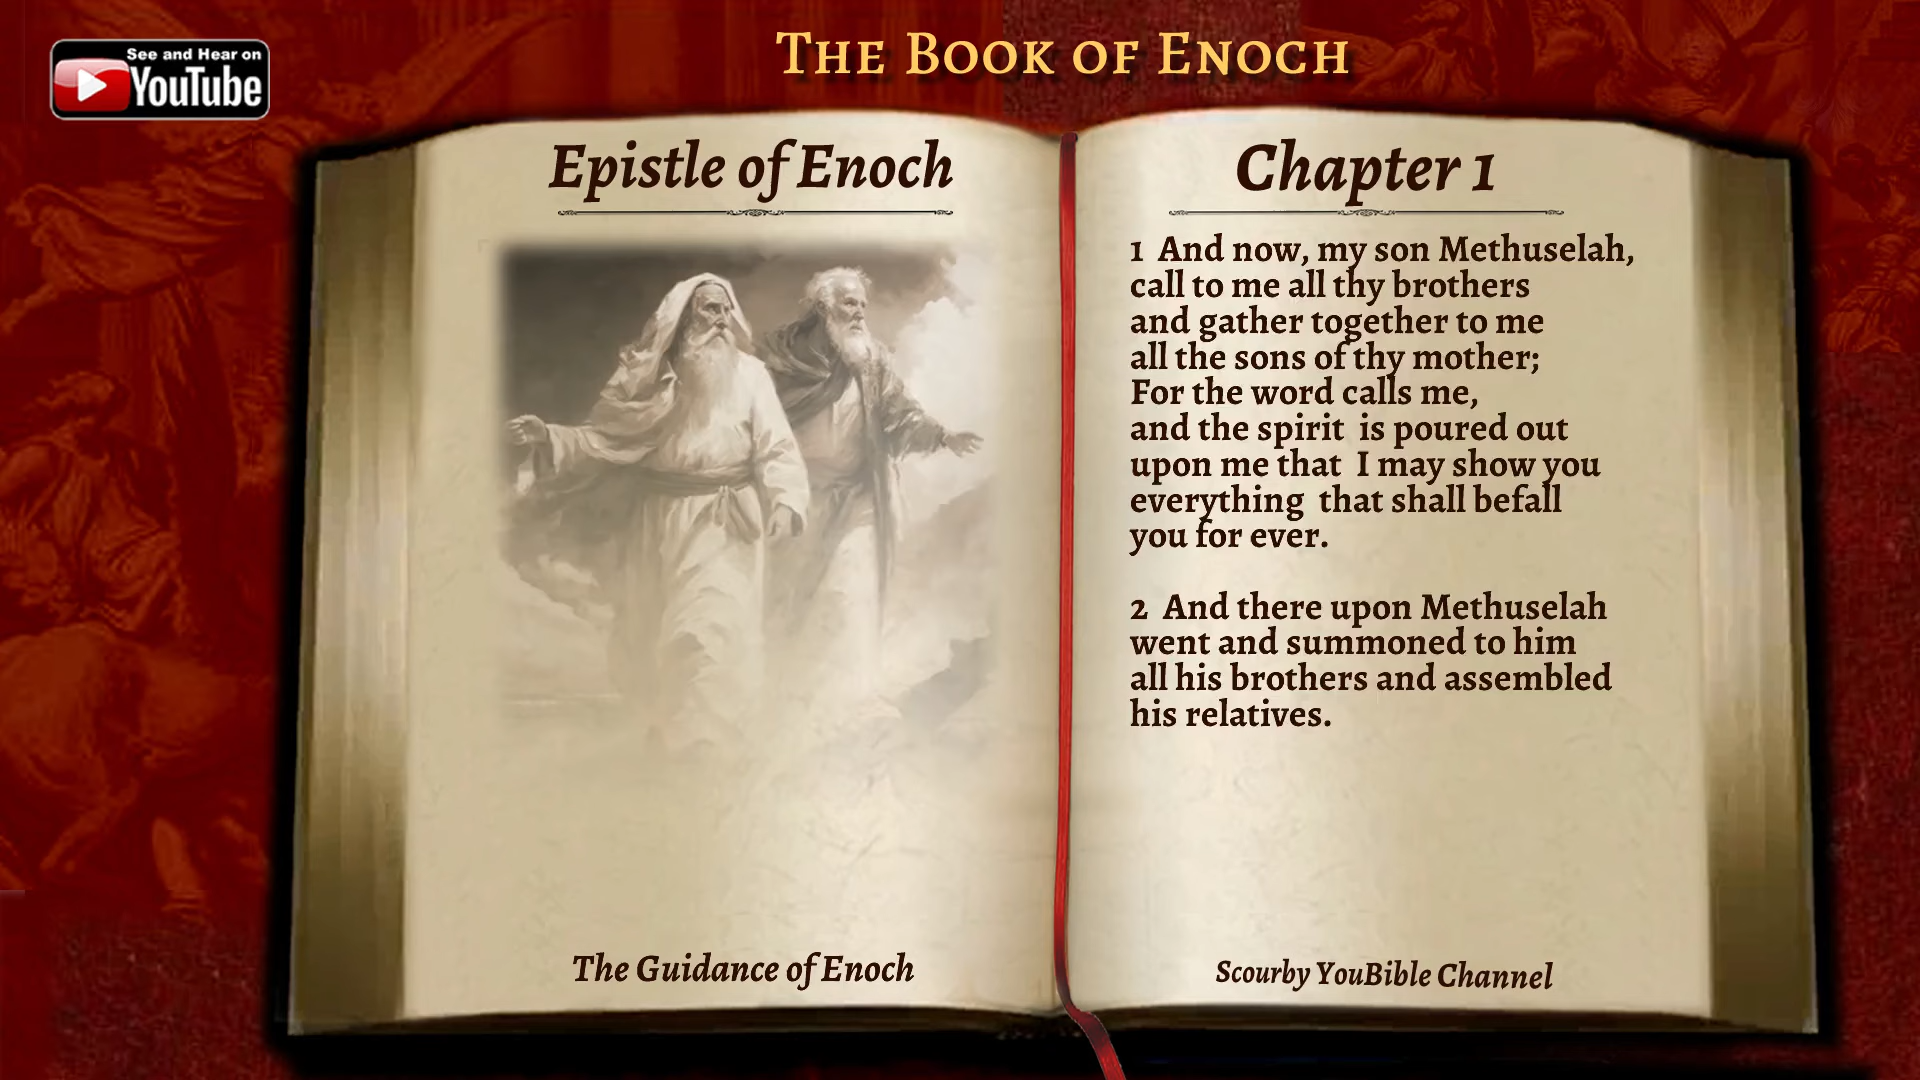 See and Hear on
YouTube
The Book of Enoch
Epistle of Enoch
The Guidance of Enoch
Chapter 1
1 And now, my son Methuselah,
call to me all thy brothers
and gather together to me
all the sons of thy mother;
For the word calls me,
and the spirit is poured out
upon me that I may show you
everything that shall befall
you for ever.
2 And there upon Methuselah
went and summoned to him
all his brothers and assembled
his relatives.
Scourby YouBible Channel